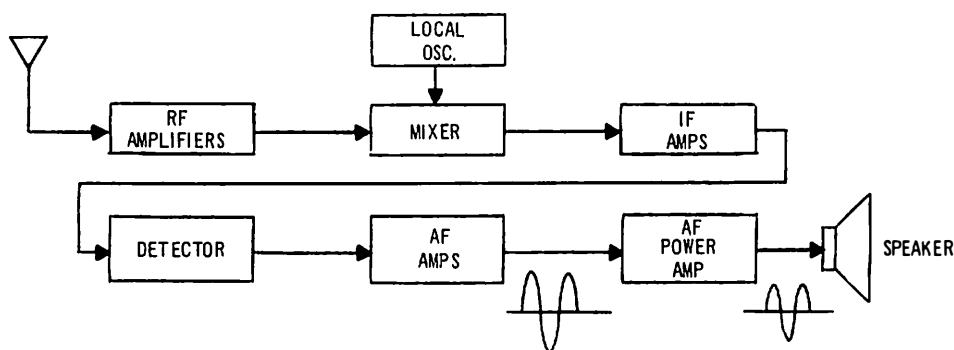 LOCAL
OSC.
RF
AMPLIFIERS
MIXER
IF
AMPS
DETECTOR
AF
AMPS
AF
POWER
AMP
SPEAKER